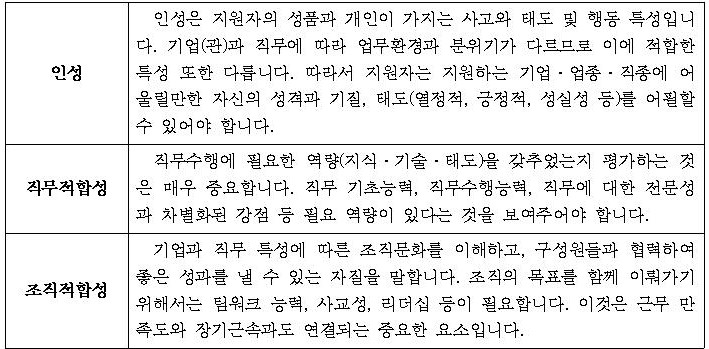 인성
인성은 지원자의 성품과 개인이 가지는 사고와 태도 및 행동 특성입니
다. 기업(관)과 직무에 따라 업무환경과 분위기가 다르므로 이에 적합한
특성 또한 다릅니다. 따라서 지원자는 지원하는 기업·업종·직종에 어
울릴만한 자신의 성격과 기질, 태도(열정적, 긍정적, 성실성 등)를 어필할
수 있어야 합니다.
직무적합성
직무수행에 필요한 역량(지식·기술·태도)을 갖추었는지 평가하는 것
은 매우 중요합니다. 직무 기초능력, 직무수행능력, 직무에 대한 전문성
과 차별화된 강점 등 필요 역량이 있다는 것을 보여주어야 합니다.
조직적합성
기업과 직무 특성에 따른 조직문화를 이해하고, 구성원들과 협력하여
좋은 성과를 낼 수 있는 자질을 말합니다. 조직의 목표를 함께 이뤄가기
위해서는 팀워크 능력, 사교성, 리더십 등이 필요합니다. 이것은 근무 만
족도와 장기근속과도 연결되는 중요한 요소입니다.